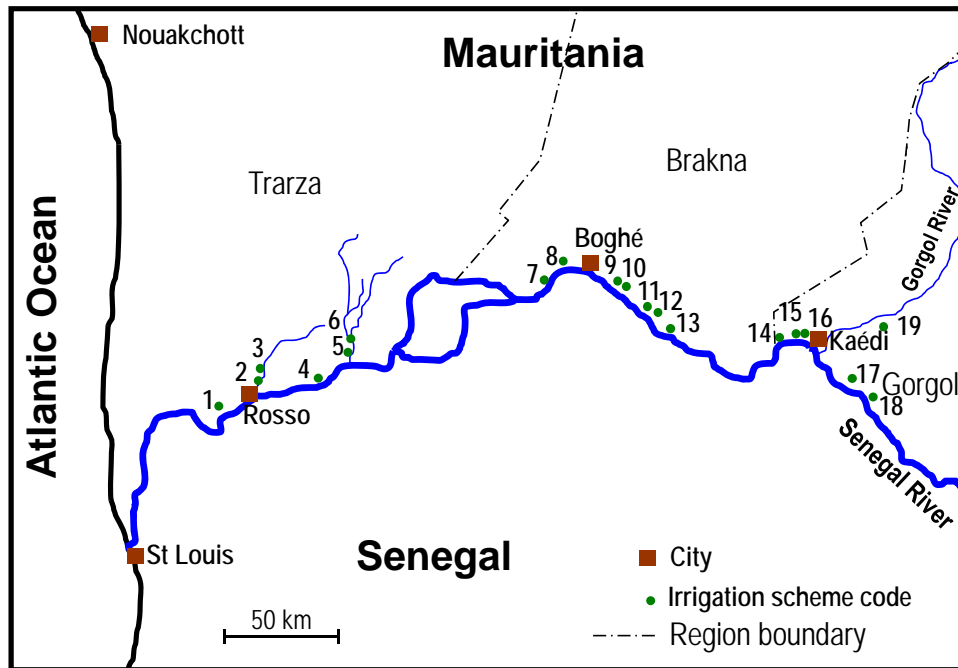 Nouakchott
Mauritania
Trarza
Brakna
Atlantic Ocean
Gorgol River
Boghé
7
8
9
10
11
12
13
14
15
16
Kaédi
19
6
5
3
2
4
1
Rosso
17
Gorgol
18
Senegal River
St Louis
Senegal
City
Irrigation scheme code
Region boundary
50 km